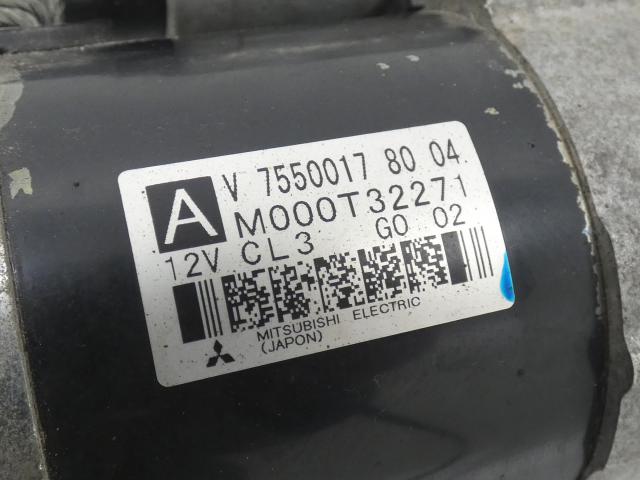 A
V 7550017 80 04
M000T32271
12V CL3 G0 02
MITSUBISHI ELECTRIC
(JAPON)